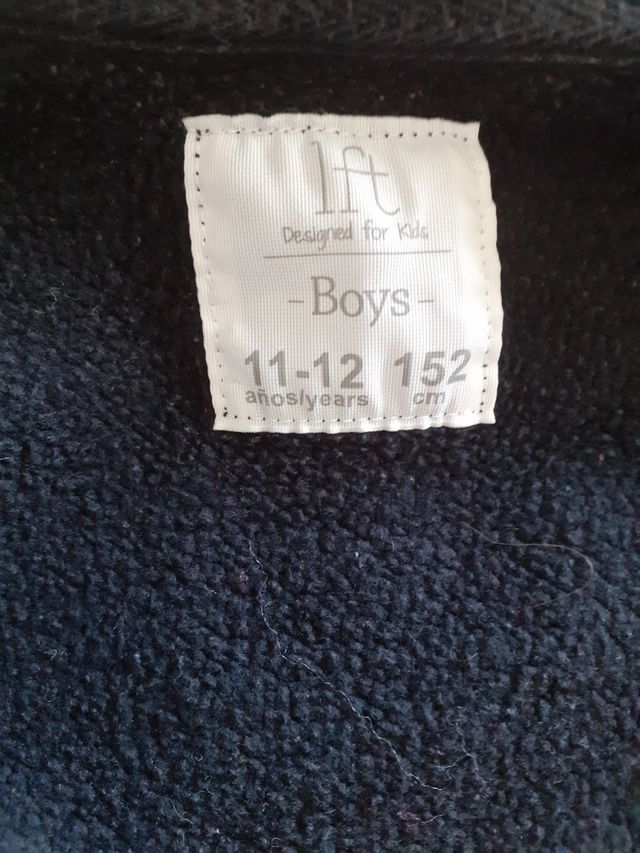 lft
Designed for Kids
- Boys -
11-12 152
años/years cm